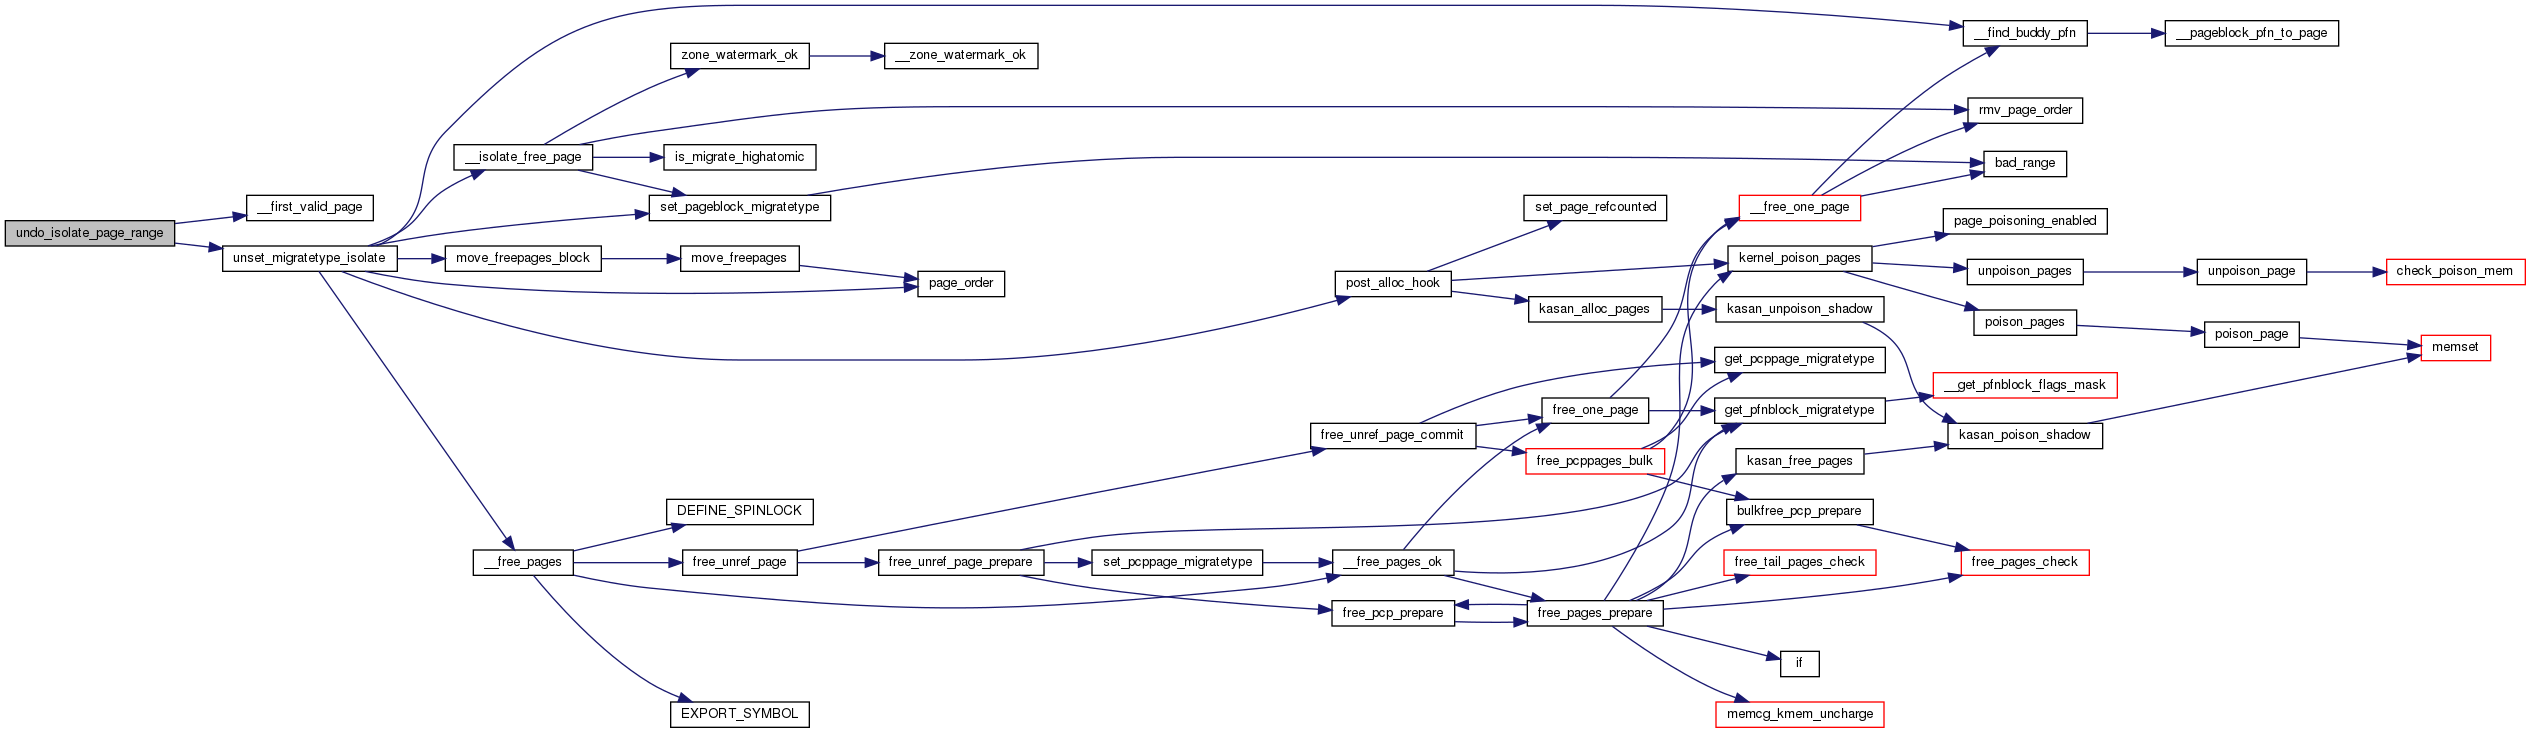 undo_isolate_page_range
__first_valid_page
unset_migratetype_isolate
__isolate_free_page
zone_watermark_ok
__zone_watermark_ok
is_migrate_highatomic
set_pageblock_migratetype
move_freepages_block
move_freepages
page_order
__free_pages
DEFINE_SPINLOCK
free_unref_page
EXPORT_SYMBOL
free_unref_page_prepare
set_pcppage_migratetype
free_unref_page_commit
__free_pages_ok
free_pcp_prepare
post_alloc_hook
set_page_refcounted
kasan_alloc_pages
free_one_page
free_pcppages_bulk
free_pages_prepare
__free_one_page
kernel_poison_pages
kasan_unpoison_shadow
get_pcppage_migratetype
get_pfnblock_migratetype
kasan_free_pages
bulkfree_pcp_prepare
free_tail_pages_check
if
memcg_kmem_uncharge
__find_buddy_pfn
__pageblock_pfn_to_page
rmv_page_order
bad_range
page_poisoning_enabled
unpoison_pages
unpoison_page
check_poison_mem
poison_pages
poison_page
memset
__get_pfnblock_flags_mask
kasan_poison_shadow
free_pages_check